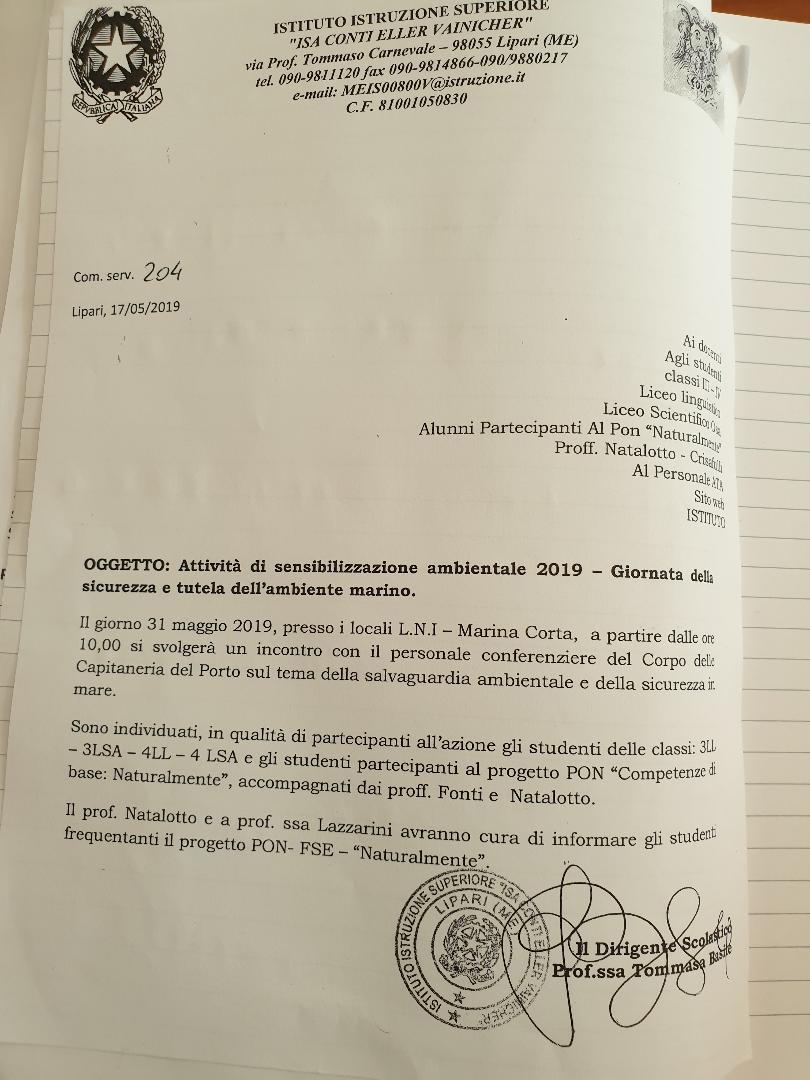 ISTITUTO ISTRUZIONE SUPERIORE
"ISA CONTI ELLER VAINICHER"
via Prof. Tommaso Carnevale – 98055 Lipari (ME)
tel. 090-9811120 fax 090-9814866-090/9880217
e-mail: MEIS00800V@istruzione.it
C.F. 81001050830
REPVBBLICA ITALIANA
Com. serv. 204
Lipari, 17/05/2019
Ai docenti
Agli studenti
classi III – IV
Liceo linguistico
Liceo Scientifico
Alunni Partecipanti Al Pon "Naturalmente"
Proff. Natalotto - Crisafulli
Al Personale ATA
Sito web
ISTITUTO
OGGETTO: Attività di sensibilizzazione ambientale 2019 – Giornata della
sicurezza e tutela dell'ambiente marino.
Il giorno 31 maggio 2019, presso i locali L.N.I – Marina Corta, a partire dalle ore
10,00 si svolgerà un incontro con il personale conferenziere del Corpo delle
Capitaneria del Porto sul tema della salvaguardia ambientale e della sicurezza in
mare.
Sono individuati, in qualità di partecipanti all'azione gli studenti delle classi: 3LL
– 3LSA – 4LL – 4 LSA e gli studenti partecipanti al progetto PON "Competenze di
base: Naturalmente", accompagnati dai proff. Fonti e Natalotto.
Il prof. Natalotto e a prof. ssa Lazzarini avranno cura di informare gli studenti
frequentanti il progetto PON- FSE – "Naturalmente".
ISTITUTO ISTRUZIONE SUPERIORE "ISA CONTI ELLER VAINICHER"
LIPARI (ME)
Il Dirigente Scolastico
Prof.ssa Tommasa Basile